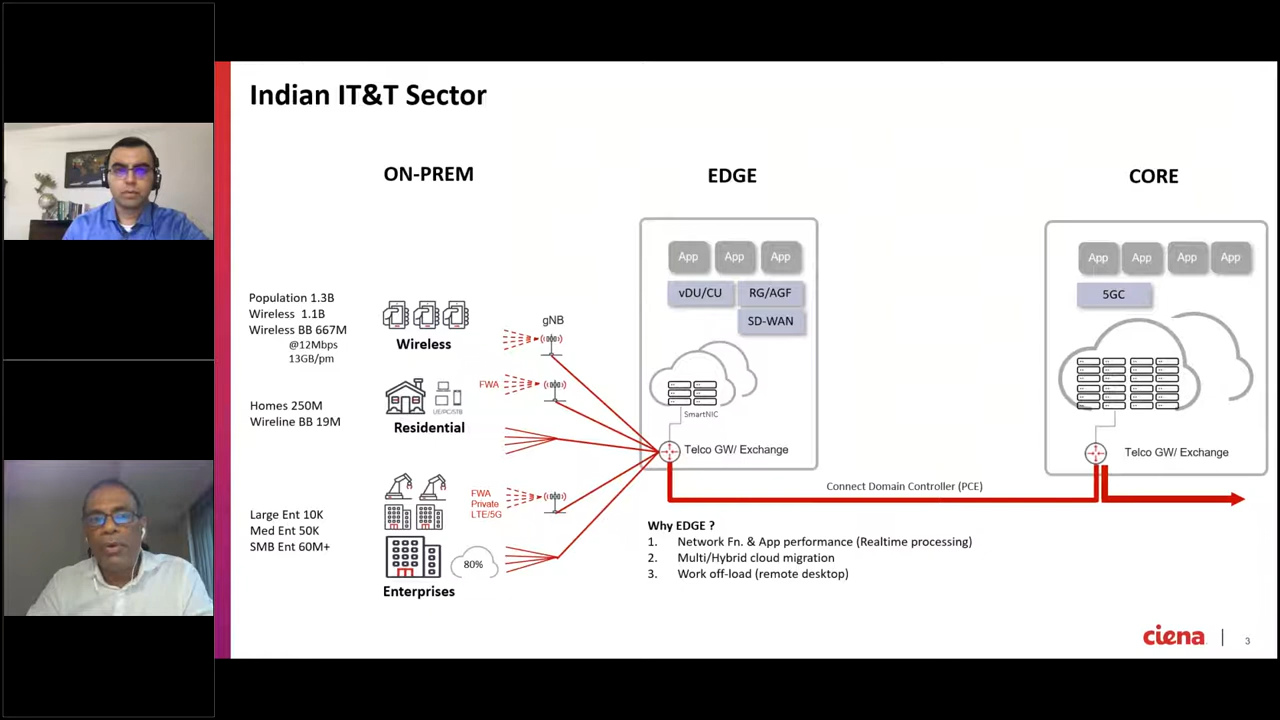 Indian IT&T Sector
ON-PREM
EDGE
CORE
App App App
App App App App
vDU/CU RG/AGF
5GC
SD-WAN
Population 1.3B
Wireless 1.1B
Wireless BB 667M
@12Mbps
13GB/pm
gNB
Wireless
FWA
UE/PC/STB
Homes 250M
Wireline BB 19M
Residential
SmartNIC
Telco GW/ Exchange
Telco GW/ Exchange
Connect Domain Controller (PCE)
FWA
Private
LTE/5G
Large Ent 10K
Med Ent 50K
SMB Ent 60M+
80%
Enterprises
Why EDGE ?
1. Network Fn. & App performance (Realtime processing)
2. Multi/Hybrid cloud migration
3. Work off-load (remote desktop)
ciena
3